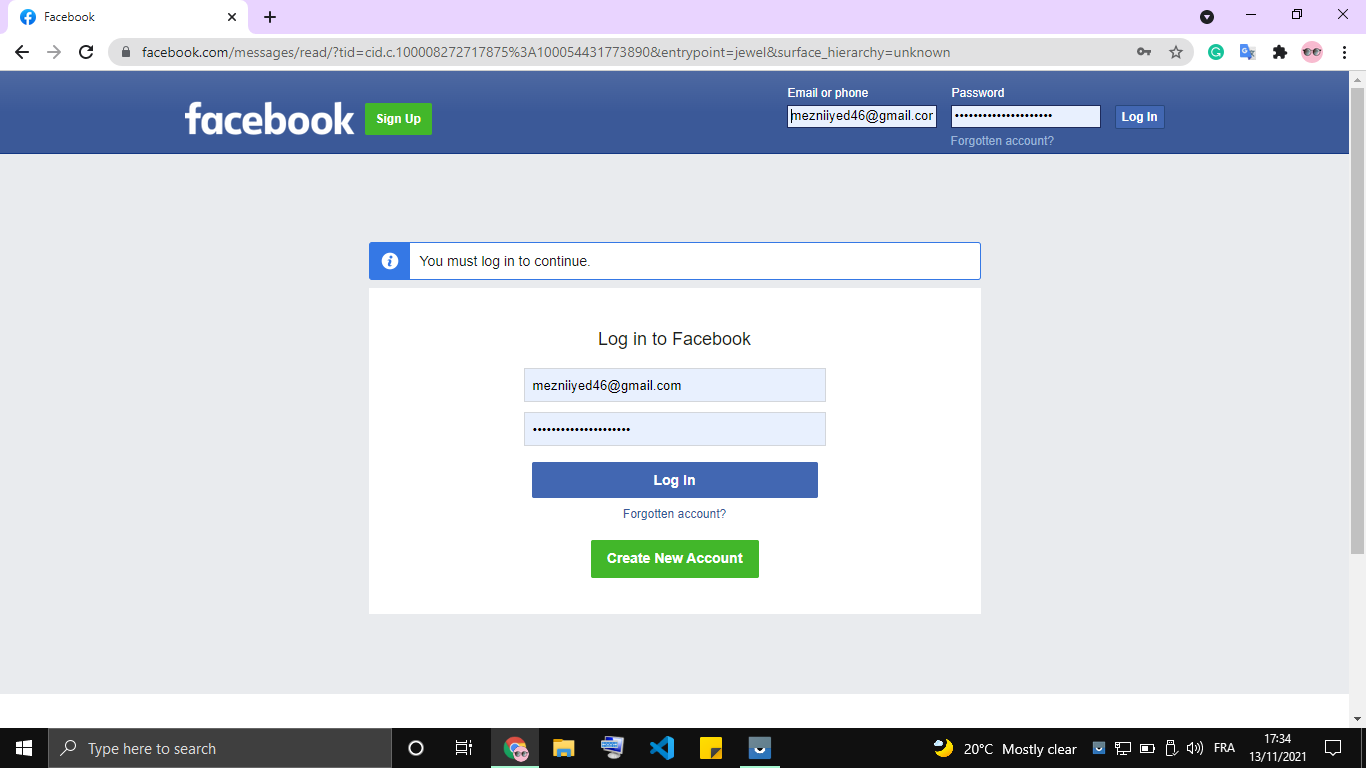 Facebook
facebook.com/messages/read/?tid=cid.c.100008272717875%3A100054431773890&entrypoint=jewel&surface_hierarchy=unknown
facebook
Sign Up
Email or phone
Password
mezniiyed46@gmail.cor
•••••••••••••••••••••
Log In
Forgotten account?
You must log in to continue.
Log in to Facebook
mezniiyed46@gmail.com
•••••••••••••••••••••
Log In
Forgotten account?
Create New Account
Type here to search
20°C Mostly clear
FRA
17:34
13/11/2021